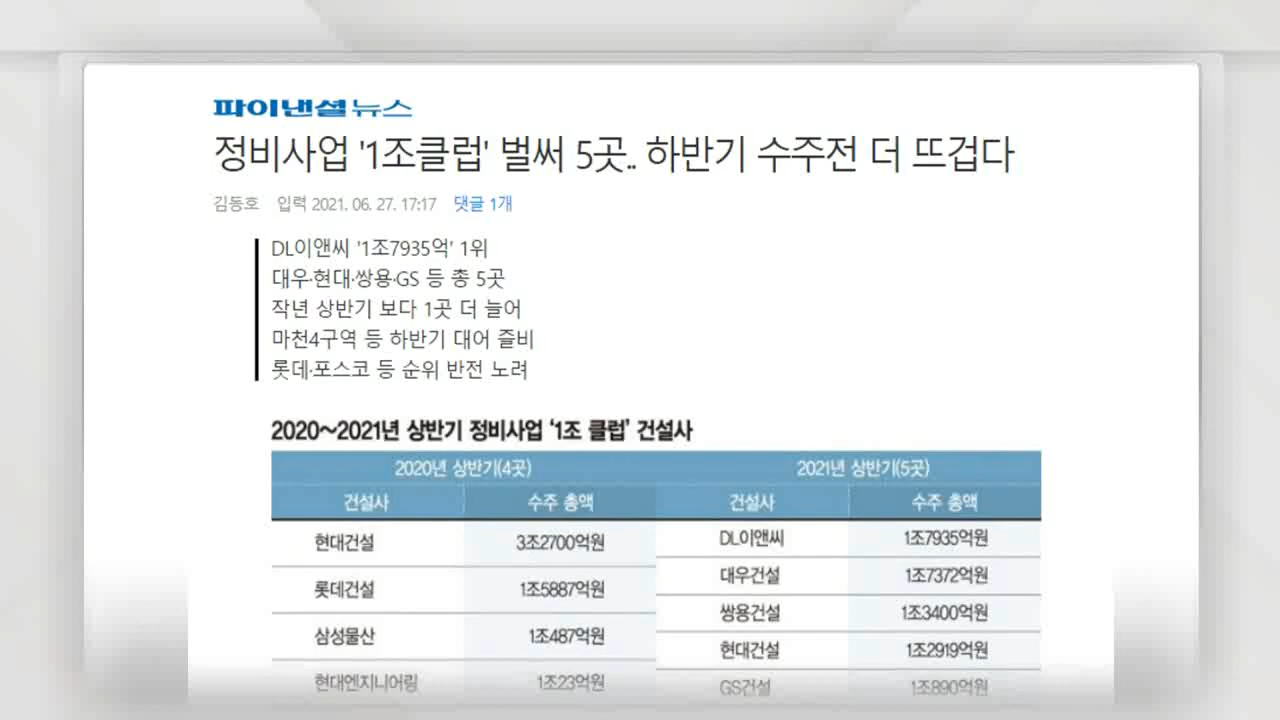 파이낸셜뉴스
정비사업 '1조클럽' 벌써 5곳.. 하반기 수주전 더 뜨겁다
김동호 입력 2021. 06. 27. 17:17 댓글 1개
DL이앤씨 '1조7935억' 1위
대우·현대·쌍용·GS 등 총 5곳
작년 상반기 보다 1곳 더 늘어
마천4구역 등 하반기 대어 즐비
롯데·포스코 등 순위 반전 노려
2020~2021년 상반기 정비사업 '1조 클럽' 건설사
2020년 상반기(4곳) 2021년 상반기(5곳)
건설사 수주 총액 건설사 수주 총액
현대건설 3조2700억원 DL이앤씨 1조7935억원
롯데건설 1조5887억원 대우건설 1조7372억원
쌍용건설 1조3400억원
삼성물산 1조487억원 현대건설 1조2919억원
현대엔지니어링 1조23억원 GS건설 1조890억원